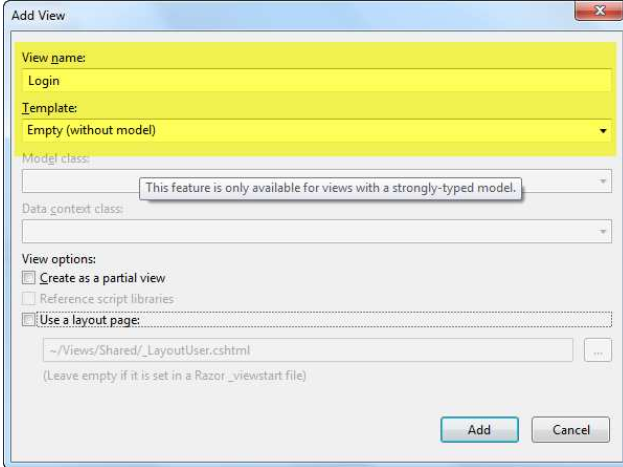 Add View
View name:
Login
Template:
Empty (without model)
Model class:
This feature is only available for views with a strongly-typed model.
Data context class:
View options:
Create as a partial view
Reference script libraries
Use a layout page:
~/Views/Shared/_LayoutUser.cshtml
...
(Leave empty if it is set in a Razor _viewstart file)
Add
Cancel